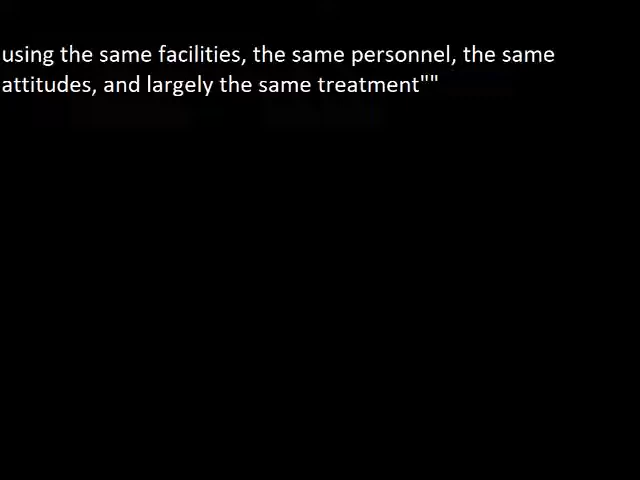 using the same facilities, the same personnel, the same
attitudes, and largely the same treatment""